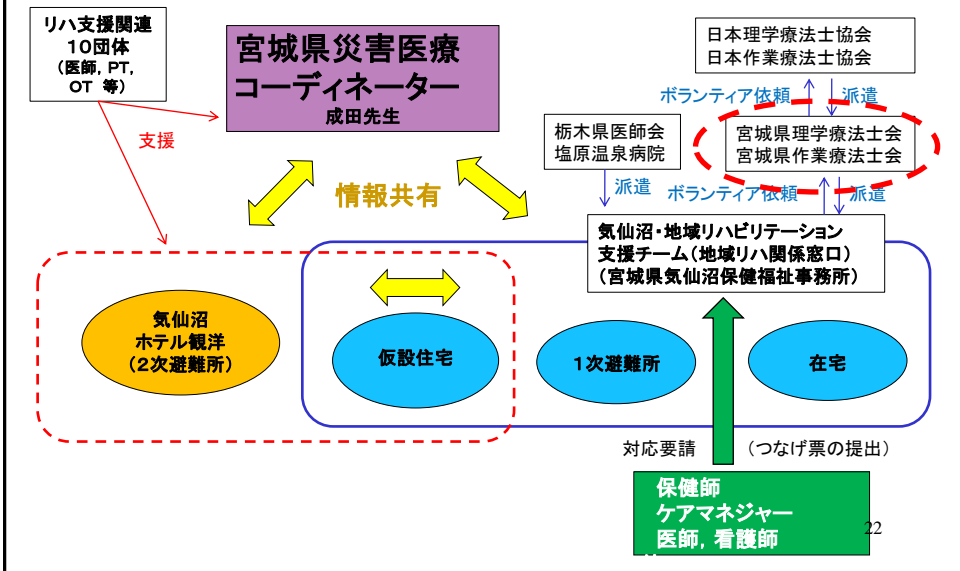 リハ支援関連
10団体
(医師, PT,
OT 等)
宮城県災害医療
コーディネーター
成田先生
日本理学療法士協会
日本作業療法士協会
ボランティア依頼
派遣
支援
栃木県医師会
塩原温泉病院
宮城県理学療法士会
宮城県作業療法士会
情報共有
派遣
ボランティア依頼
派遣
気仙沼・地域リハビリテーション
支援チーム(地域リハ関係窓口)
(宮城県気仙沼保健福祉事務所)
気仙沼
ホテル観洋
(2次避難所)
仮設住宅
1次避難所
在宅
対応要請
(つなげ票の提出)
保健師
ケアマネジャー
医師, 看護師
22